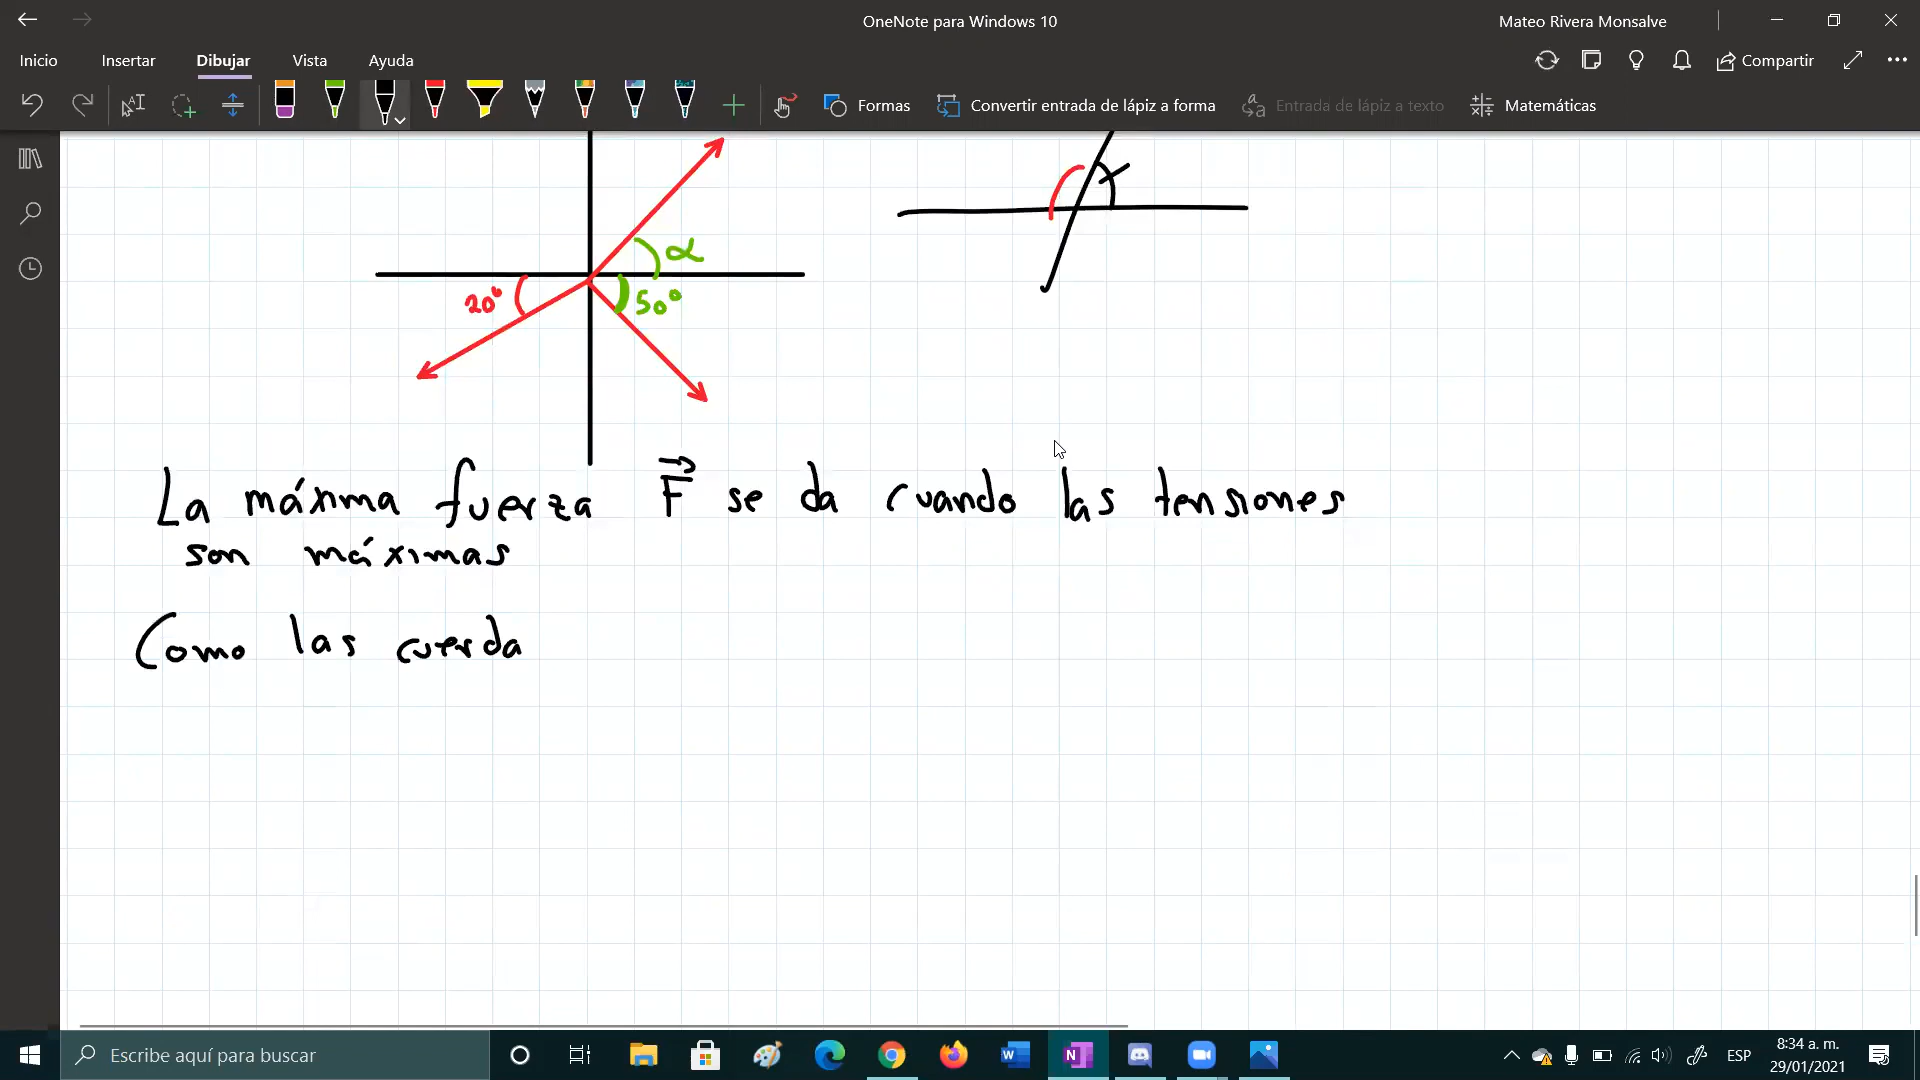 OneNote para Windows 10
Mateo Rivera Monsalve
Inicio
Insertar
Dibujar
Vista
Ayuda
Compartir
Formas
Convertir entrada de lápiz a forma
Entrada de lápiz a texto
Matemáticas
α
20°
50°
La máxima fuerza F se da cuando las tensiones
son máximas
Como las cuerda
Escribe aquí para buscar
ESP
8:34 a. m.
29/01/2021